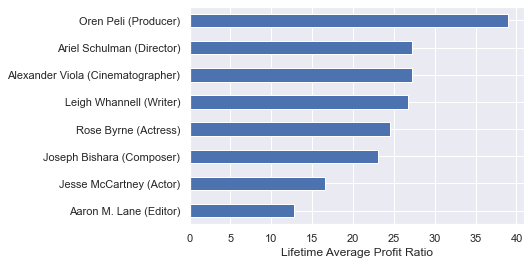 Oren Peli (Producer)
Ariel Schulman (Director)
Alexander Viola (Cinematographer)
Leigh Whannell (Writer)
Rose Byrne (Actress)
Joseph Bishara (Composer)
Jesse McCartney (Actor)
Aaron M. Lane (Editor)
0 5 10 15 20 25 30 35 40
Lifetime Average Profit Ratio